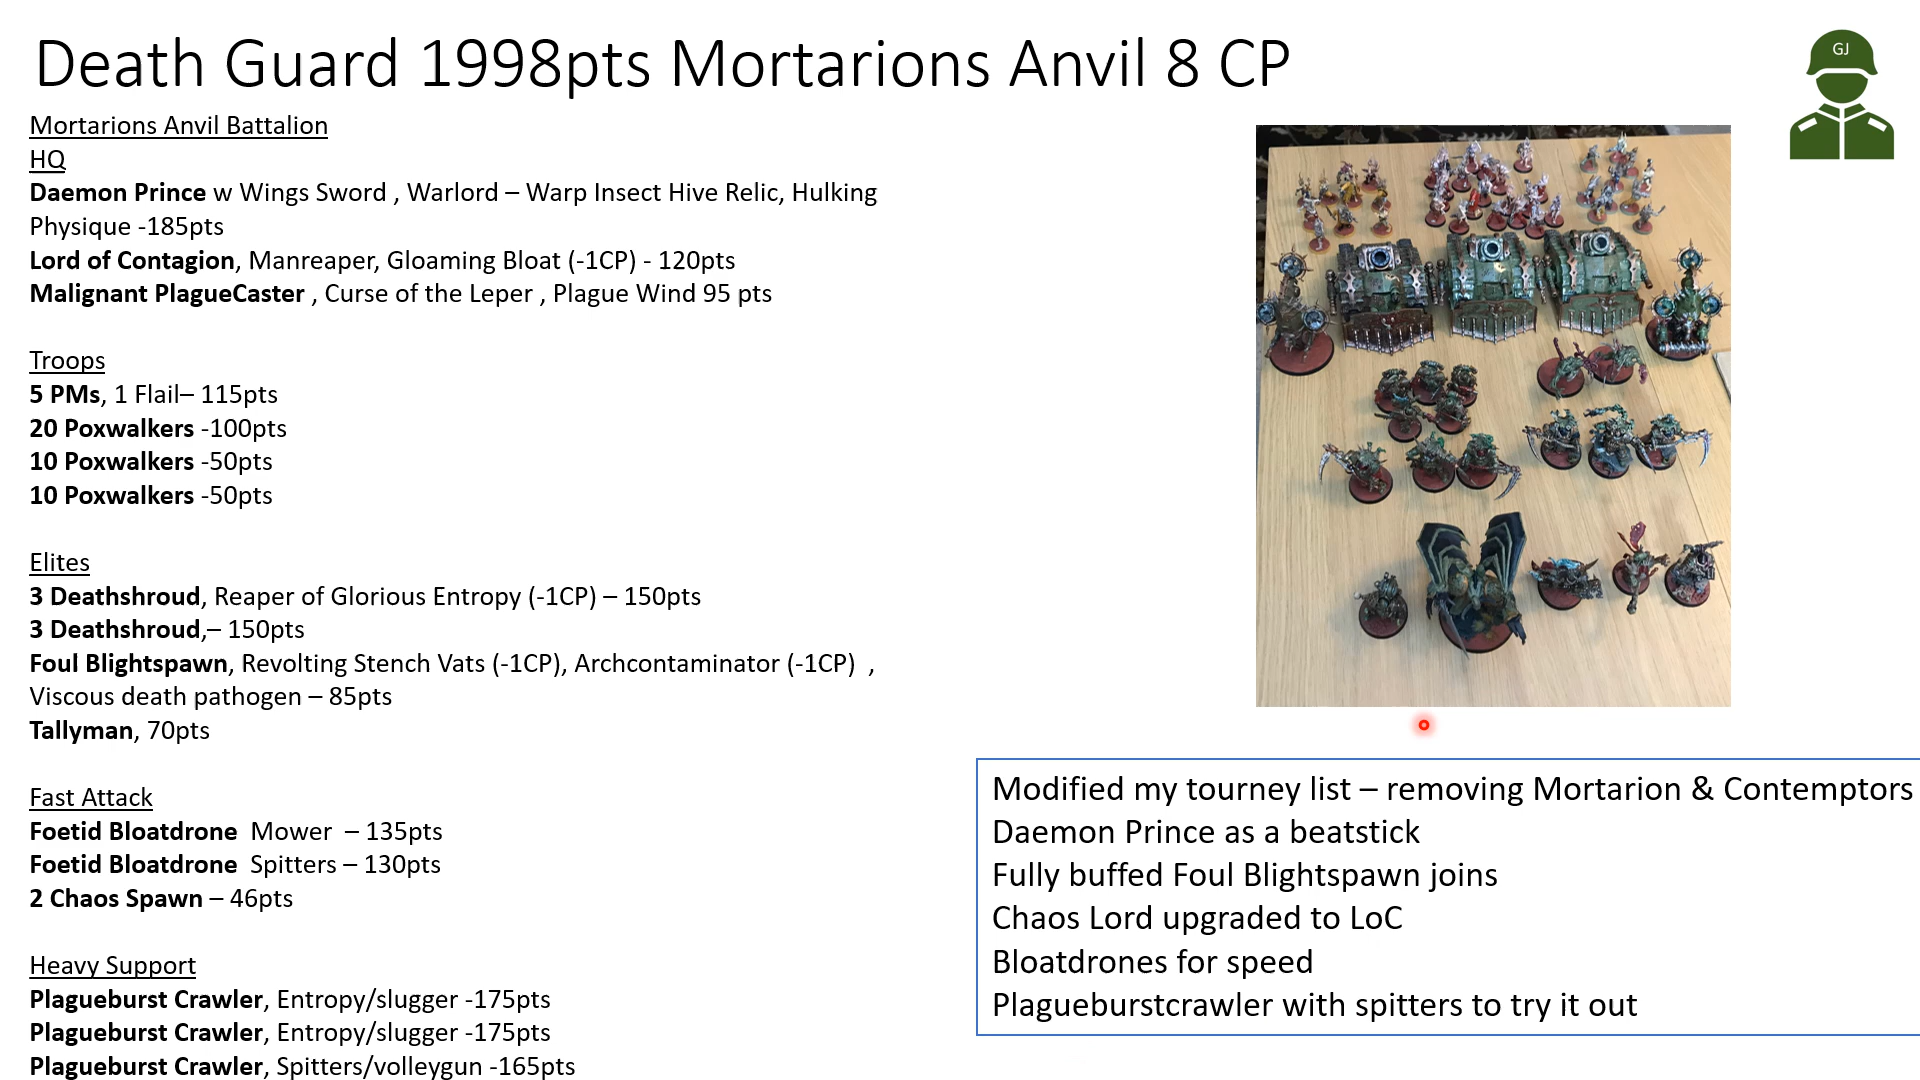 Death Guard 1998pts Mortarions Anvil 8 CP
GJ
Mortarions Anvil Battalion
HQ
Daemon Prince w Wings Sword , Warlord – Warp Insect Hive Relic, Hulking
Physique -185pts
Lord of Contagion, Manreaper, Gloaming Bloat (-1CP) - 120pts
Malignant PlagueCaster , Curse of the Leper , Plague Wind 95 pts
Troops
5 PMs, 1 Flail– 115pts
20 Poxwalkers -100pts
10 Poxwalkers -50pts
10 Poxwalkers -50pts
Elites
3 Deathshroud, Reaper of Glorious Entropy (-1CP) – 150pts
3 Deathshroud,– 150pts
Foul Blightspawn, Revolting Stench Vats (-1CP), Archcontaminator (-1CP) ,
Viscous death pathogen – 85pts
Tallyman, 70pts
Fast Attack
Foetid Bloatdrone Mower – 135pts
Foetid Bloatdrone Spitters – 130pts
2 Chaos Spawn – 46pts
Heavy Support
Plagueburst Crawler, Entropy/slugger -175pts
Plagueburst Crawler, Entropy/slugger -175pts
Plagueburst Crawler, Spitters/volleygun -165pts
Modified my tourney list – removing Mortarion & Contemptors
Daemon Prince as a beatstick
Fully buffed Foul Blightspawn joins
Chaos Lord upgraded to LoC
Bloatdrones for speed
Plagueburstcrawler with spitters to try it out